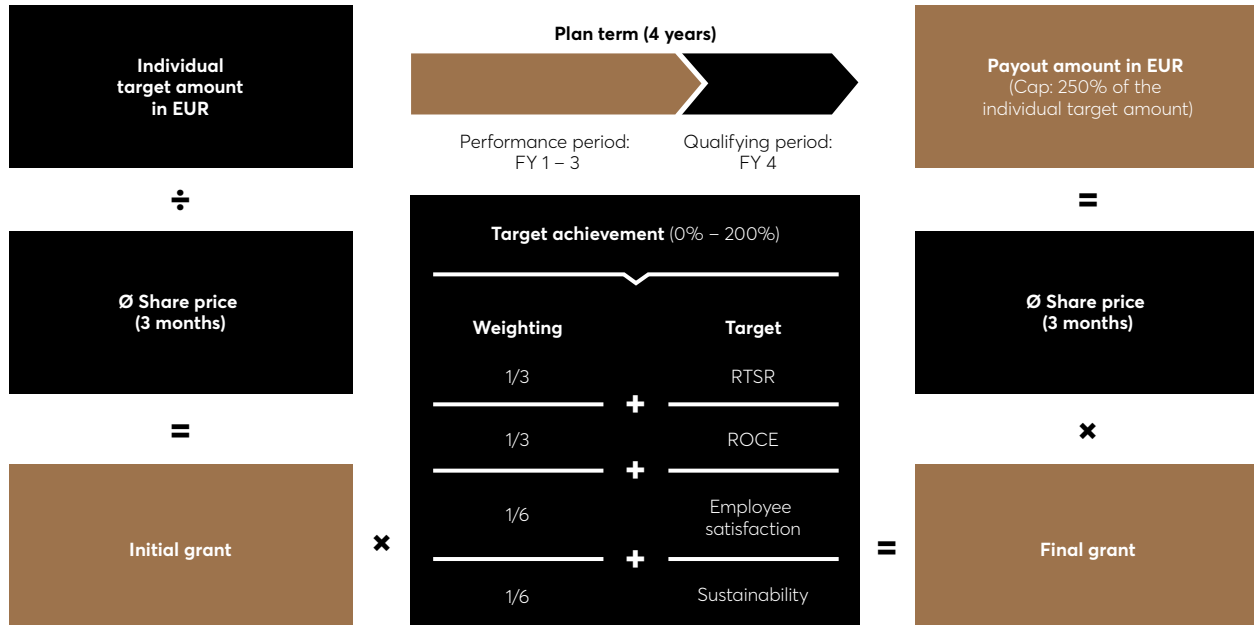 Individual
target amount
in EUR
÷
Ø Share price
(3 months)
=
Initial grant
×
Plan term (4 years)
Performance period:
FY 1 – 3
Qualifying period:
FY 4
Target achievement (0% – 200%)
Weighting Target
1/3 RTSR
+
1/3 ROCE
+
1/6 Employee
satisfaction
+
1/6 Sustainability
=
Payout amount in EUR
(Cap: 250% of the
individual target amount)
=
Ø Share price
(3 months)
×
Final grant